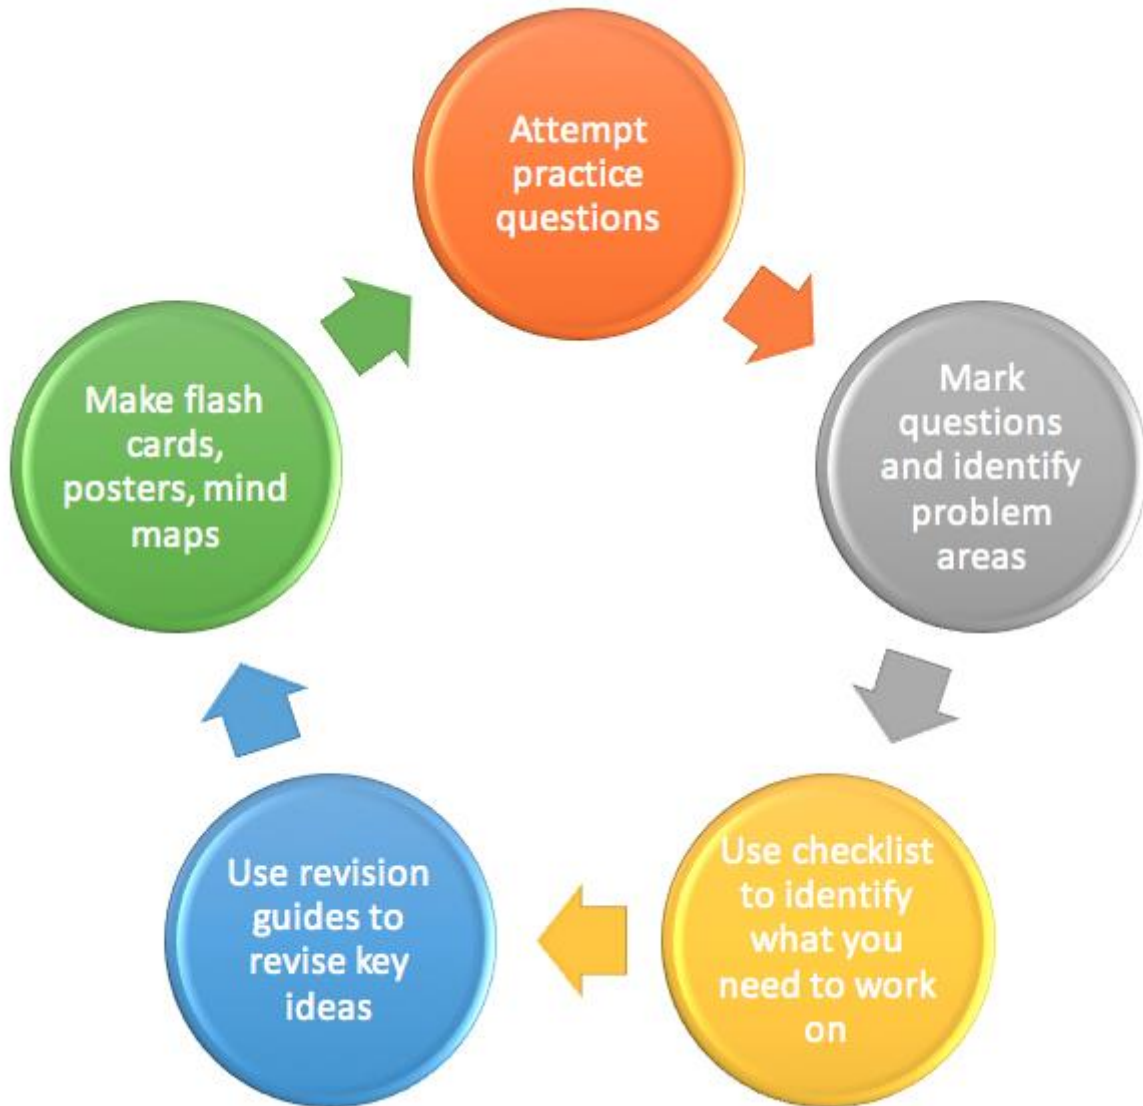 Attempt
practice
questions
Mark
questions
and identify
problem
areas
Use checklist
to identify
what you
need to work
on
Use revision
guides to
revise key
ideas
Make flash
cards,
posters, mind
maps